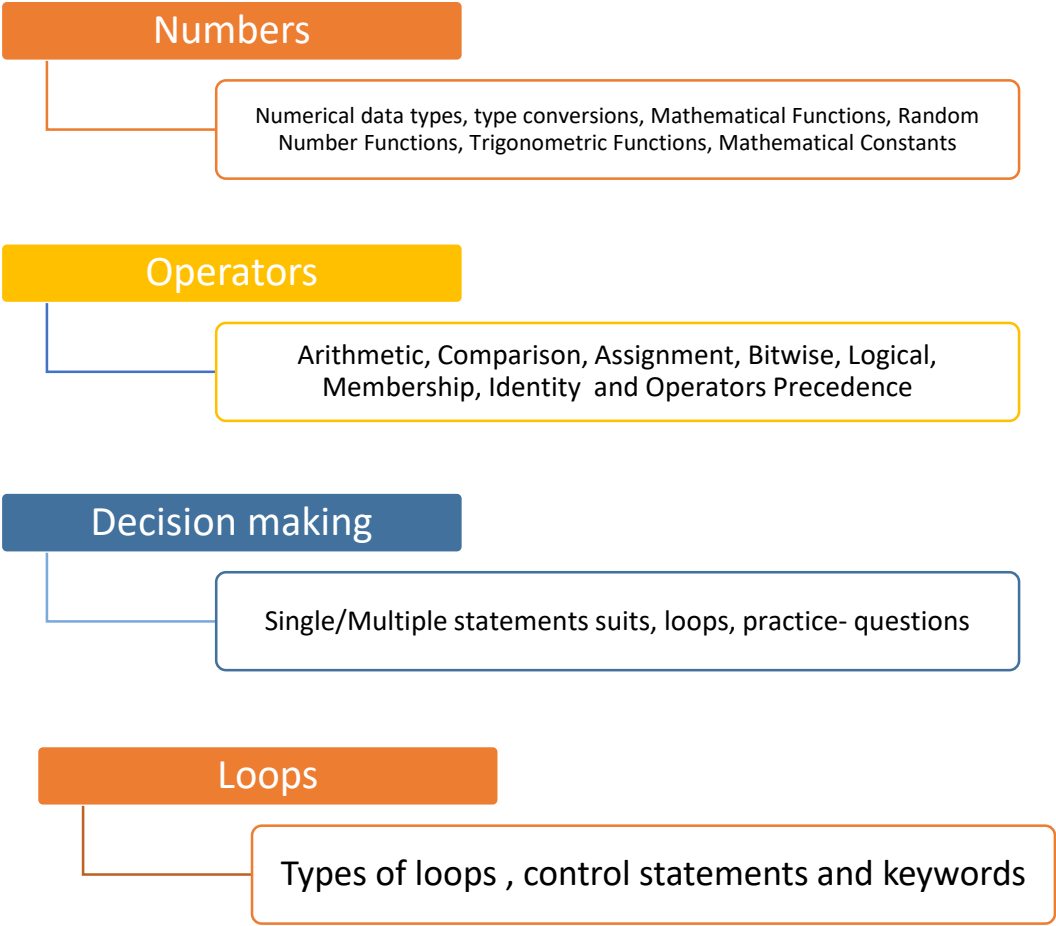 Numbers
Numerical data types, type conversions, Mathematical Functions, Random
Number Functions, Trigonometric Functions, Mathematical Constants
Operators
Arithmetic, Comparison, Assignment, Bitwise, Logical,
Membership, Identity  and Operators Precedence
Decision making
Single/Multiple statements suits, loops, practice- questions
Loops
Types of loops , control statements and keywords